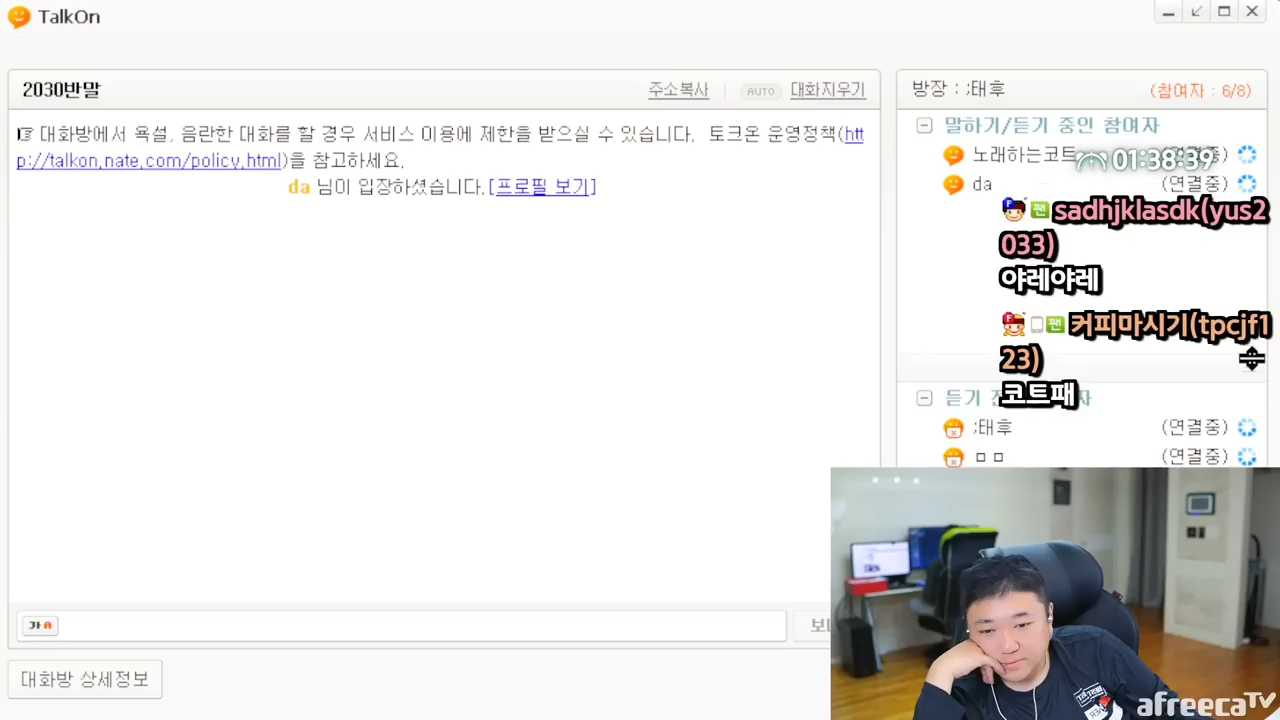 TalkOn
2030반말
주소복사
AUTO
대화지우기
☞ 대화방에서 욕설, 음란한 대화를 할 경우 서비스 이용에 제한을 받으실 수 있습니다. 토크온 운영정책(htt
p://talkon.nate.com/policy.html)을 참고하세요.
da 님이 입장하셨습니다.[프로필 보기]
가A
대화방 상세정보
방장 : ;태후
(참여자 : 6/8)
말하기/듣기 중인 참여자
노래하는코트
01:38:39
da (연결중)
sadhjklasdk(yus2
033)
야레야레
커피마시기(tpcjf1
23)
코트패
듣기
;태후 (연결중)
ㅁㅁ (연결중)
afreecaTV